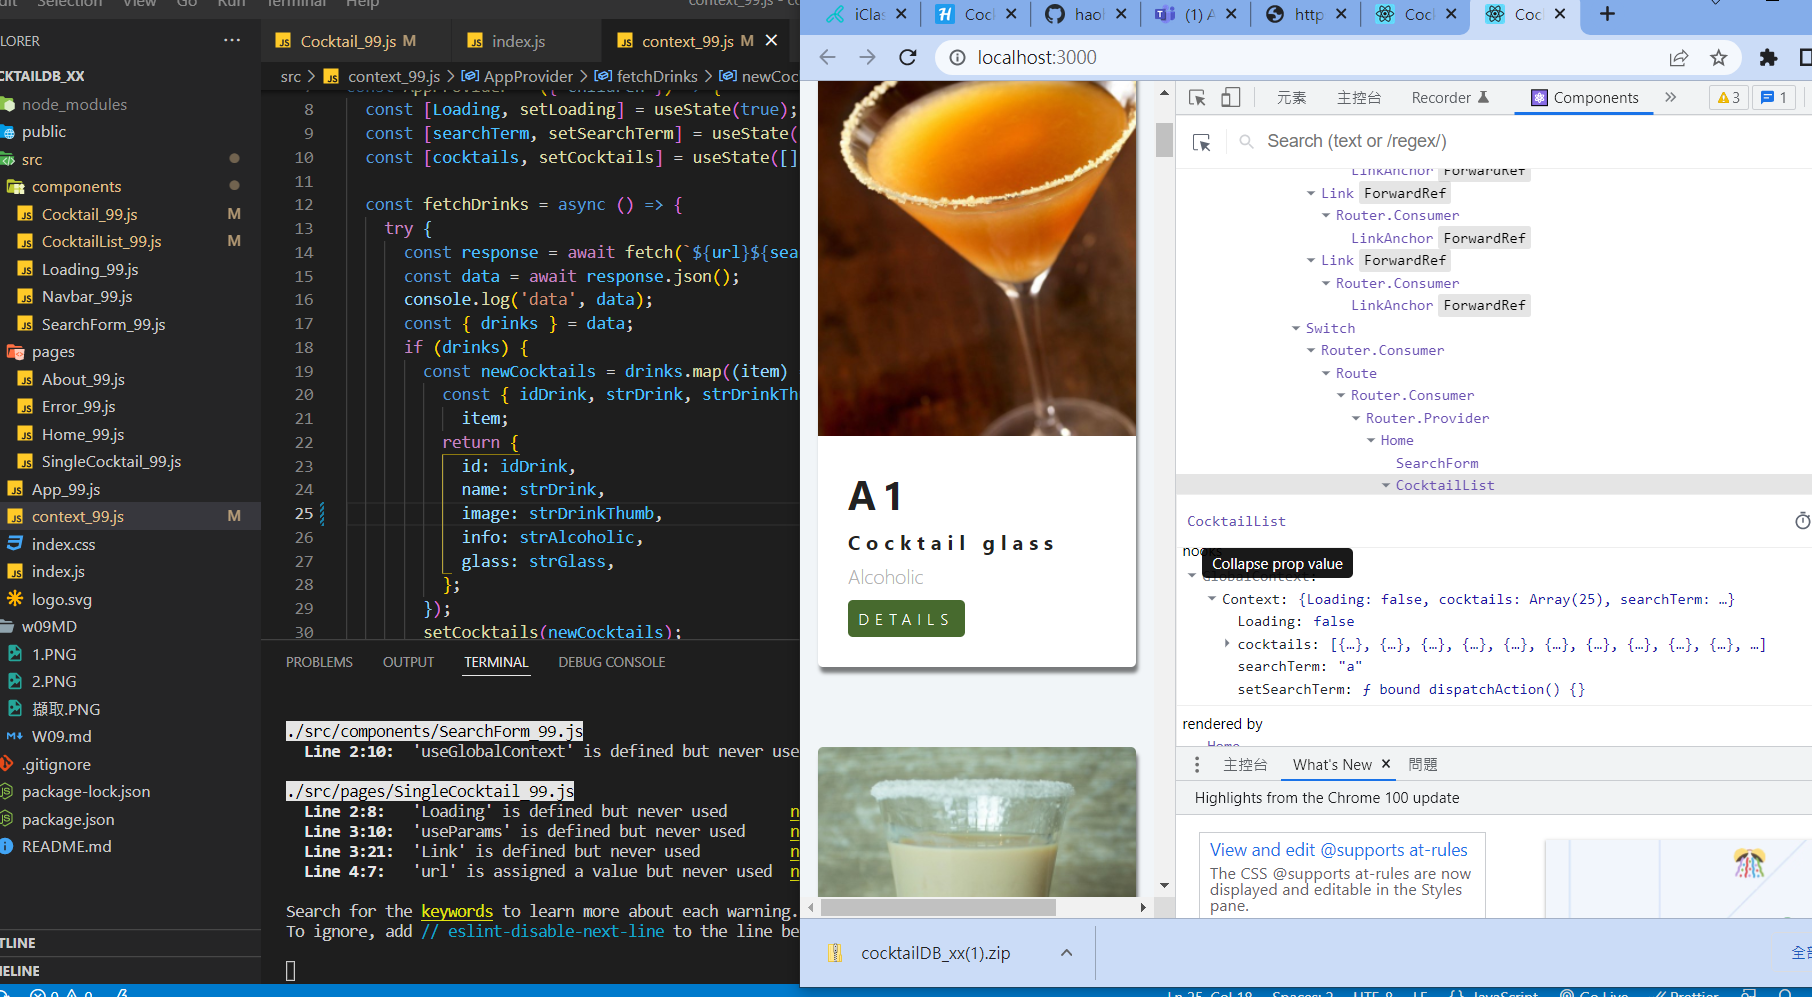 Selection View Go Run Terminal Help
context_99.js
LORER
CKTAILDB_XX
node_modules
public
src
components
Cocktail_99.js M
CocktailList_99.js M
Loading_99.js
Navbar_99.js
SearchForm_99.js
pages
About_99.js
Error_99.js
Home_99.js
SingleCocktail_99.js
App_99.js
context_99.js M
index.css
index.js
logo.svg
w09MD
1.PNG
2.PNG
擷取.PNG
W09.md
.gitignore
package-lock.json
package.json
README.md
TLINE
MELINE
Cocktail_99.js M
index.js
context_99.js M
src > context_99.js > AppProvider > fetchDrinks > newCoc
8 const [Loading, setLoading] = useState(true);
9 const [searchTerm, setSearchTerm] = useState(
10 const [cocktails, setCocktails] = useState([]
11
12 const fetchDrinks = async () => {
13 try {
14 const response = await fetch(`${url}${sea
15 const data = await response.json();
16 console.log('data', data);
17 const { drinks } = data;
18 if (drinks) {
19 const newCocktails = drinks.map((item)
20 const { idDrink, strDrink, strDrinkTh
21 item;
22 return {
23 id: idDrink,
24 name: strDrink,
25 image: strDrinkThumb,
26 info: strAlcoholic,
27 glass: strGlass,
28 };
29 });
30 setCocktails(newCocktails);
PROBLEMS OUTPUT TERMINAL DEBUG CONSOLE
./src/components/SearchForm_99.js
Line 2:10: 'useGlobalContext' is defined but never use
./src/pages/SingleCocktail_99.js
Line 2:8: 'Loading' is defined but never used n
Line 3:10: 'useParams' is defined but never used n
Line 3:21: 'Link' is defined but never used n
Line 4:7: 'url' is assigned a value but never used n
Search for the keywords to learn more about each warning.
To ignore, add // eslint-disable-next-line to the line be
Ln 25, Col 18 Spaces: 2 UTF-8 LF {} JavaScript Go Live Prettier
iClas
Cocl
haol
(1) A
http
Cocl
Coc
localhost:3000
A 1
Cocktail glass
Alcoholic
DETAILS
元素 主控台 Recorder Components » 3 1
Search (text or /regex/)
LinkAnchor ForwardRef
Link ForwardRef
Router.Consumer
LinkAnchor ForwardRef
Link ForwardRef
Router.Consumer
LinkAnchor ForwardRef
Switch
Router.Consumer
Route
Router.Consumer
Router.Provider
Home
SearchForm
CocktailList
CocktailList
hooks
Collapse prop value
GlobalContext:
Context: {Loading: false, cocktails: Array(25), searchTerm: …}
Loading: false
cocktails: [{…}, {…}, {…}, {…}, {…}, {…}, {…}, {…}, {…}, {…}, …]
searchTerm: "a"
setSearchTerm: ƒ bound dispatchAction() {}
rendered by
Home
主控台 What's New 問題
Highlights from the Chrome 100 update
View and edit @supports at-rules
The CSS @supports at-rules are now
displayed and editable in the Styles
pane.
cocktailDB_xx(1).zip
全部